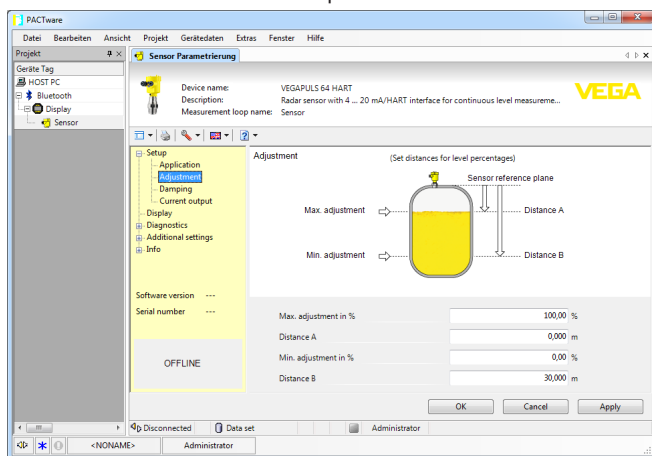 PACTware
Datei Bearbeiten Ansicht Projekt Gerätedaten Extras Fenster Hilfe
Projekt
Sensor Parametrierung
Geräte Tag
HOST PC
Bluetooth
Display
Sensor
Device name: VEGAPULS 64 HART
Description: Radar sensor with 4 ... 20 mA/HART interface for continuous level measureme...
Measurement loop name: Sensor
VEGA
Setup
Application
Adjustment
Damping
Current output
Display
Diagnostics
Additional settings
Info
Software version ---
Serial number ---
OFFLINE
Adjustment (Set distances for level percentages)
Sensor reference plane
Max. adjustment
Distance A
Min. adjustment
Distance B
Max. adjustment in % 100,00 %
Distance A 0,000 m
Min. adjustment in % 0,00 %
Distance B 30,000 m
OK Cancel Apply
Disconnected Data set Administrator
<NONAME> Administrator